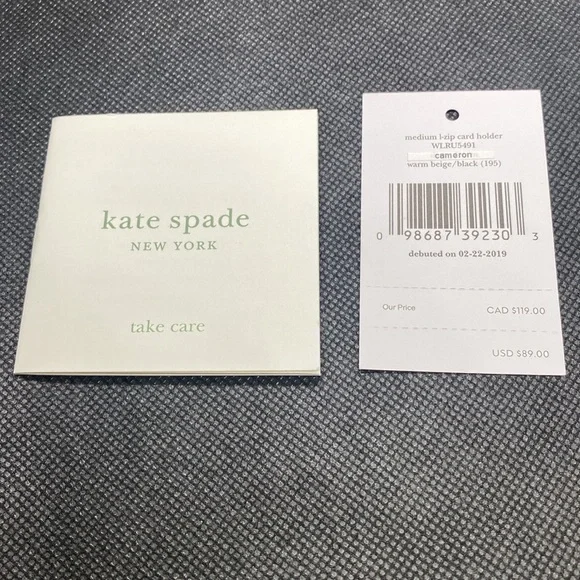 kate spade
NEW YORK
take care
medium l-zip card holder
WLRU5491
cameron
warm beige/black (195)
0 98687 39230 3
debuted on 02-22-2019
Our Price CAD $119.00
USD $89.00